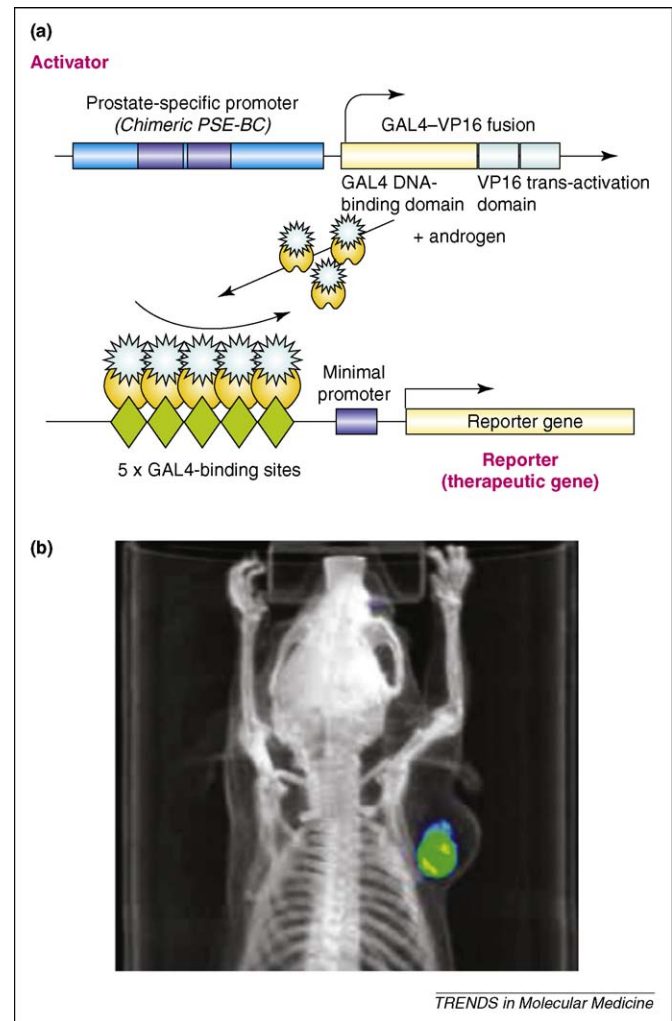 (a)
Activator
Prostate-specific promoter
(Chimeric PSE-BC)
GAL4–VP16 fusion
GAL4 DNA-
binding domain
VP16 trans-activation
domain
+ androgen
Minimal
promoter
Reporter gene
5 x GAL4-binding sites
Reporter
(therapeutic gene)
(b)
TRENDS in Molecular Medicine